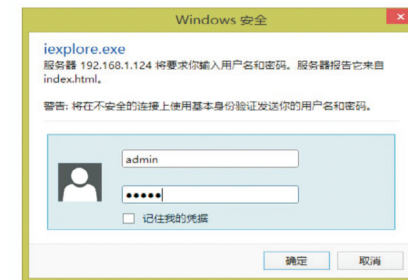 Windows 安全
iexplore.exe
服务器 192.168.1.124 将要求你输入用户名和密码。服务器报告它来自
index.html。
警告: 将在不安全的连接上使用基本身份验证发送你的用户名和密码。
admin
●●●●●
记住我的凭据
确定 取消